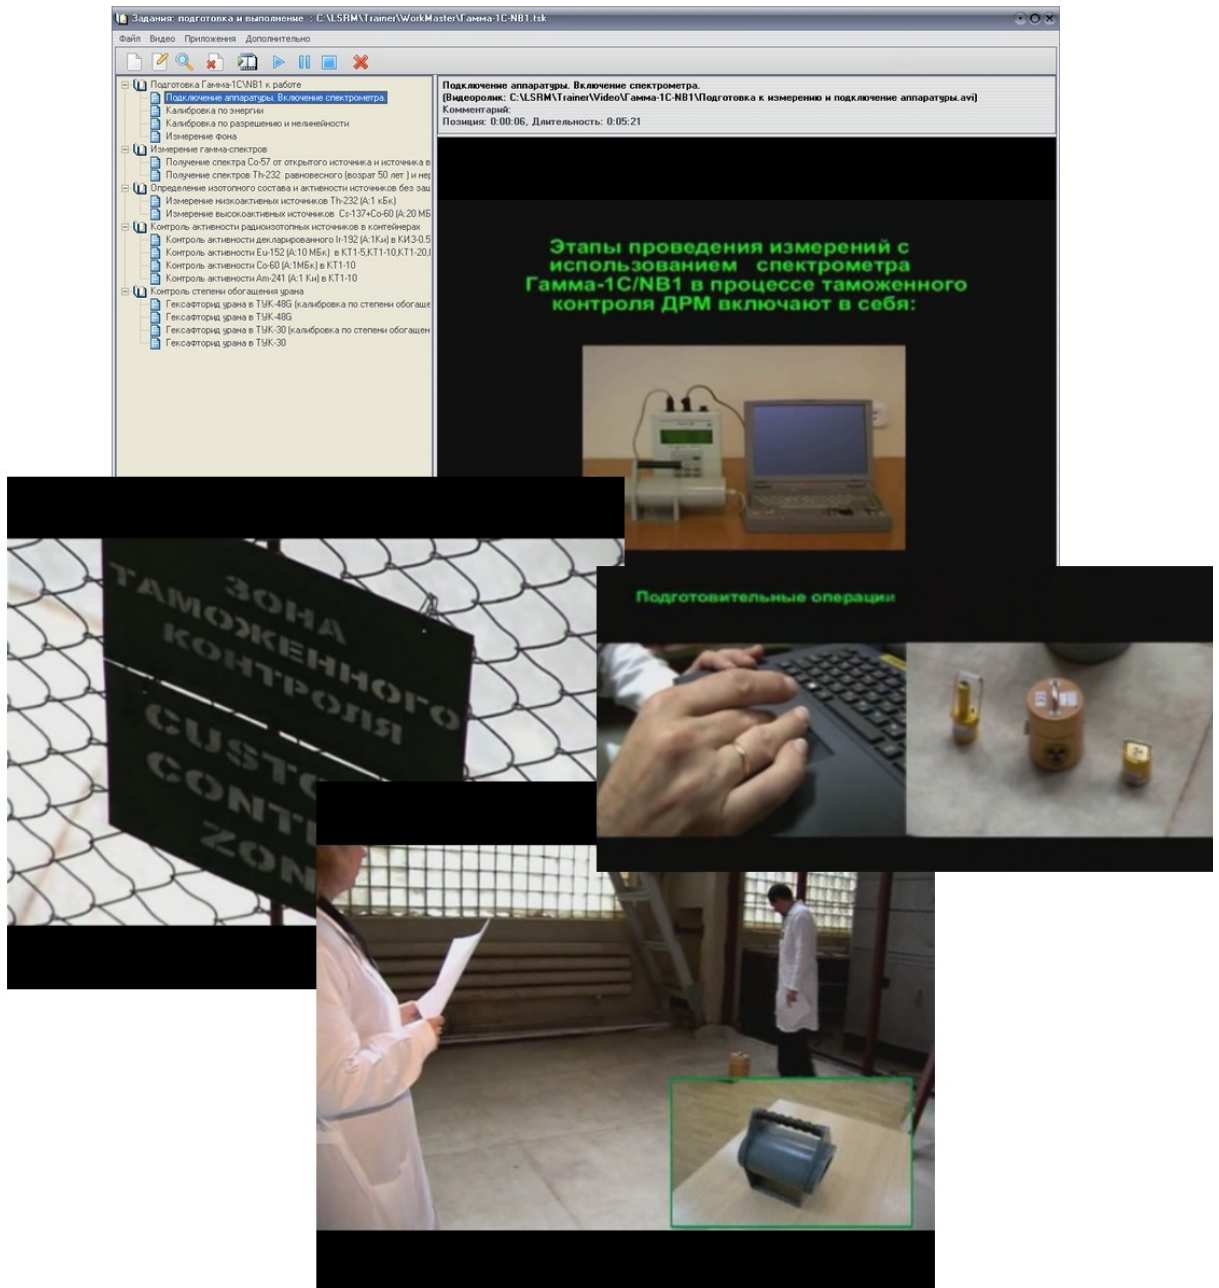 Задания: подготовка и выполнение : C:\LSRM\Trainer\WorkMaster\Гамма-1С-NB1.tsk
Файл Видео Приложения Дополнительно
Подготовка Гамма-1С\NB1 к работе
Подключение аппаратуры. Включение спектрометра.
Калибровка по энергии
Калибровка по разрешению и нелинейности
Измерение фона
Измерение гамма-спектров
Получение спектра Co-57 от открытого источника и источника в
Получение спектров Th-232 равновесного (возрат 50 лет ) и нер
Определение изотопного состава и активности источников без защ
Измерение низкоактивных источников Th-232 (А:1 кБк)
Измерение высокоактивных источников Cs-137+Co-60 (А:20 МБ
Контроль активности радиоизотопных источников в контейнерах
Контроль активности декларированного Ir-192 (А:1Ки) в КИЗ-0.5
Контроль активности Eu-152 (А:10 МБк) в КТ1-5,КТ1-10,КТ1-20,
Контроль активности Co-60 (А:1МБк) в КТ1-10
Контроль активности Am-241 (А:1 Ки) в КТ1-10
Контроль степени обогащения урана
Гексафторид урана в ТУК-48G (калибровка по степени обогаще
Гексафторид урана в ТУК-48G
Гексафторид урана в ТУК-30 (калибровка по степени обогащен
Гексафторид урана в ТУК-30
Подключение аппаратуры. Включение спектрометра.
(Видеоролик: C:\LSRM\Trainer\Video\Гамма-1С-NB1\Подготовка к измерению и подключение аппаратуры.avi)
Комментарий:
Позиция: 0:00:06, Длительность: 0:05:21
Этапы проведения измерений с
использованием спектрометра
Гамма-1С/NB1 в процессе таможенного
контроля ДРМ включают в себя:
Подготовительные операции
ЗОНА
ТАМОЖЕННОГО
КОНТРОЛЯ
CUSTO
CONT
ZON